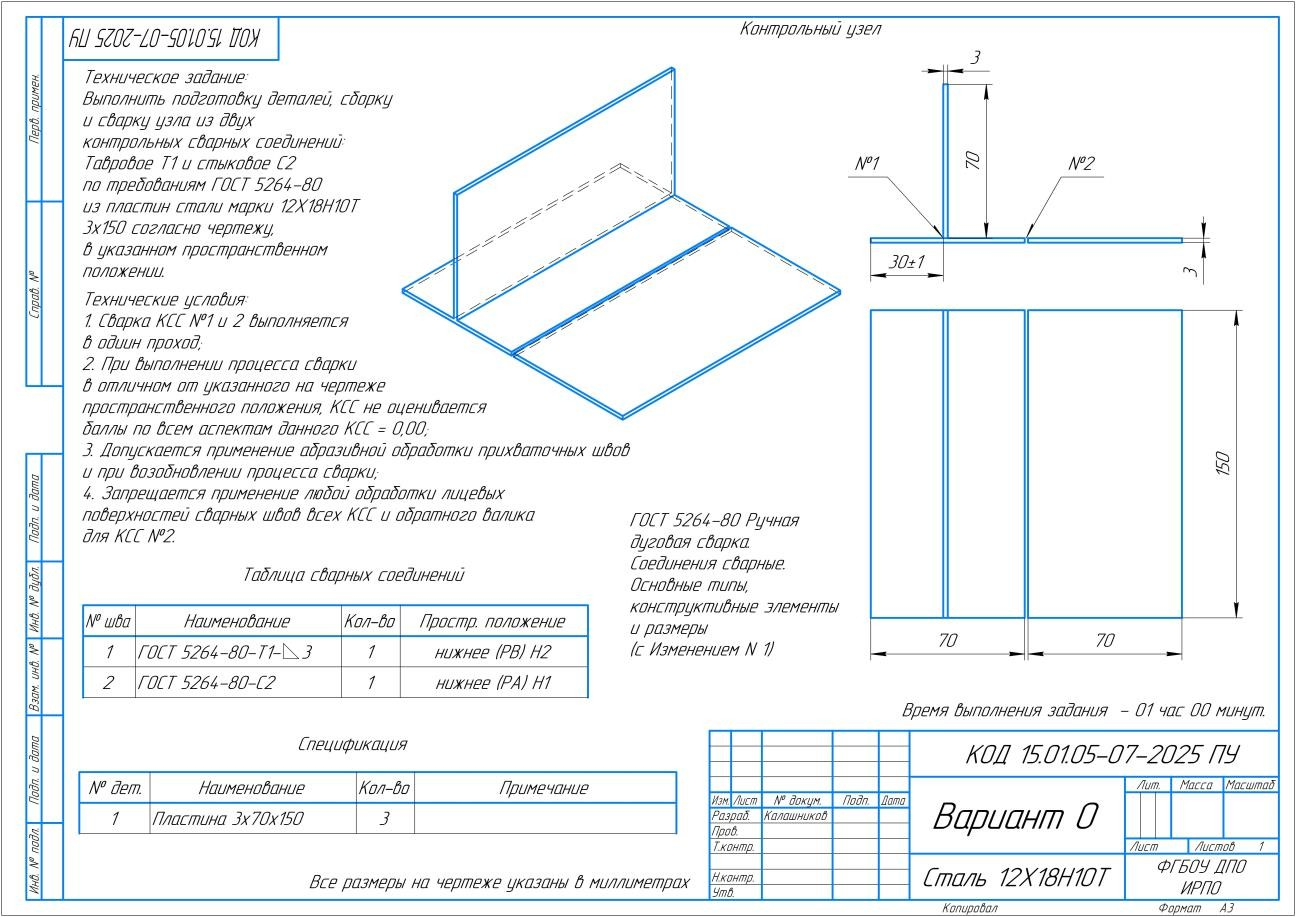 КОД 15.01.05-07-2025 ПУ
Контрольный узел
Техническое задание:
Выполнить подготовку деталей, сборку
и сварку узла из двух
контрольных сварных соединений:
Тавровое Т1 и стыковое С2
по требованиям ГОСТ 5264-80
из пластин стали марки 12Х18Н10Т
3х150 согласно чертежу,
в указанном пространственном
положении.
Технические условия:
1. Сварка КСС №1 и 2 выполняется
в одиин проход;
2. При выполнении процесса сварки
в отличном от указанного на чертеже
пространственного положения, КСС не оценивается
баллы по всем аспектам данного КСС = 0,00;
3. Допускается применение абразивной обработки прихваточных швов
и при возобновлении процесса сварки;
4. Запрещается применение любой обработки лицевых
поверхностей сварных швов всех КСС и обратного валика
для КСС №2.
3
70
№1
№2
30±1
3
150
70
70
ГОСТ 5264-80 Ручная
дуговая сварка.
Соединения сварные.
Основные типы,
конструктивные элементы
и размеры
(с Изменением N 1)
Таблица сварных соединений
№ шва Наименование Кол-во Простр. положение
1 ГОСТ 5264-80-Т1-◺3 1 нижнее (РВ) Н2
2 ГОСТ 5264-80-С2 1 нижнее (РА) Н1
Время выполнения задания - 01 час 00 минут.
Спецификация
№ дет. Наименование Кол-во Примечание
1 Пластина 3х70х150 3
Все размеры на чертеже указаны в миллиметрах
КОД 15.01.05-07-2025 ПУ
Вариант 0
Лит. Масса Масштаб
Изм. Лист № докум. Подп. Дата
Разраб. Калашников
Пров.
Т.контр.
Лист Листов 1
Н.контр.
Утв.
Сталь 12Х18Н10Т
ФГБОУ ДПО
ИРПО
Копировал Формат А3
Перв. примен.
Справ. №
Подп. и дата
Инв. № дубл.
Взам. инв. №
Подп. и дата
Инв. № подл.